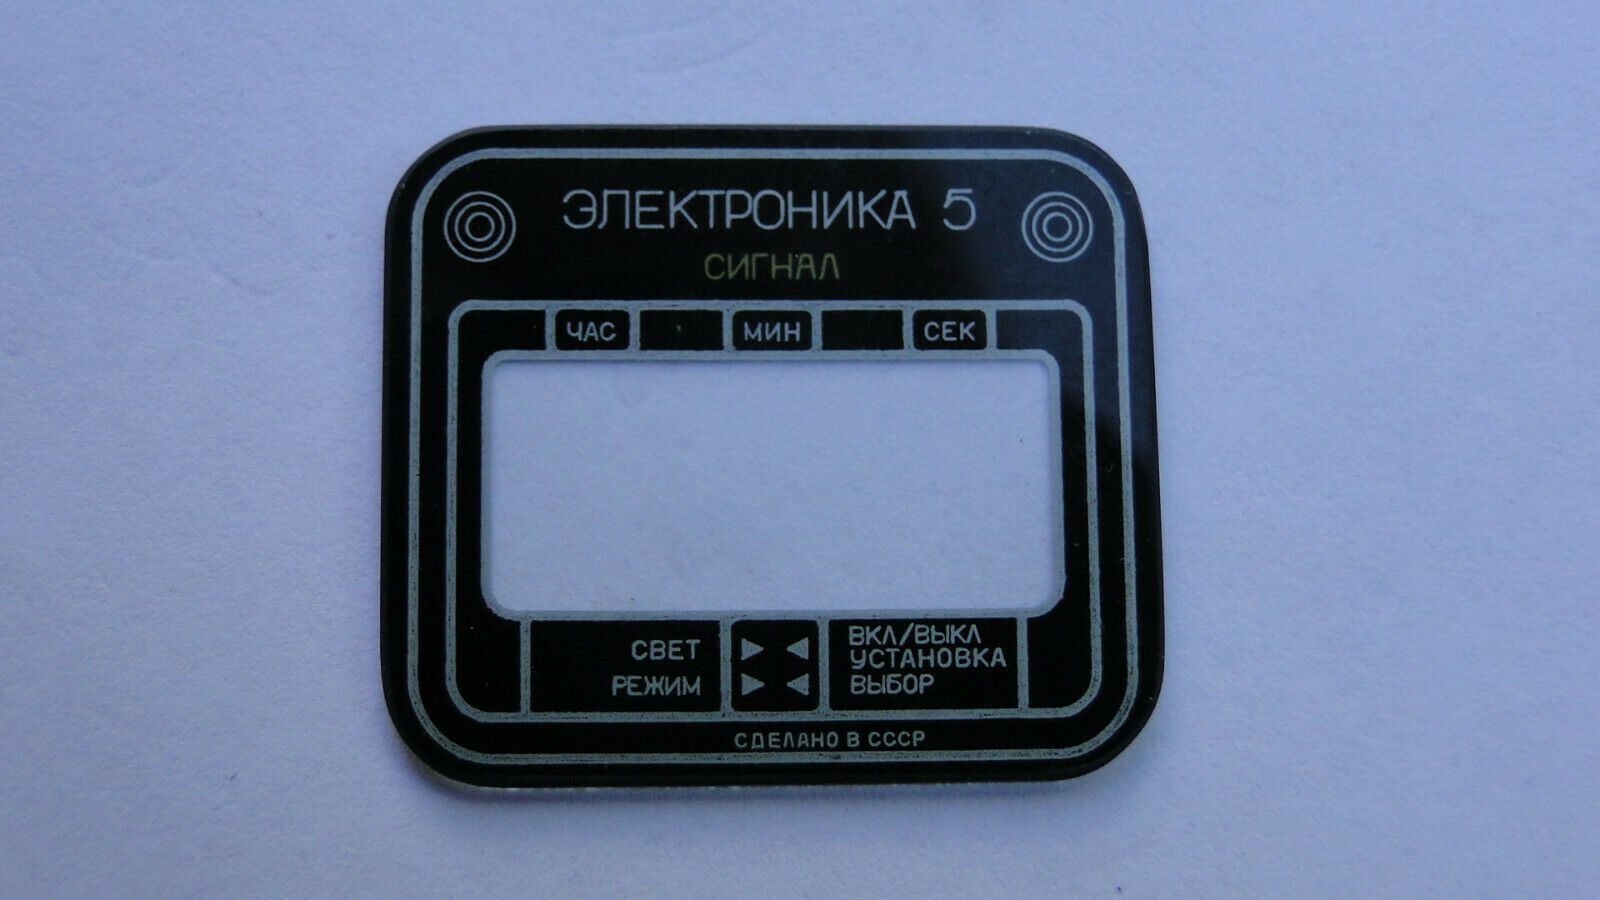 ЭЛЕКТРОНИКА 5
СИГНАЛ
ЧАС МИН СЕК
СВЕТ ВКЛ/ВЫКЛ
УСТАНОВКА
РЕЖИМ ВЫБОР
СДЕЛАНО В СССР